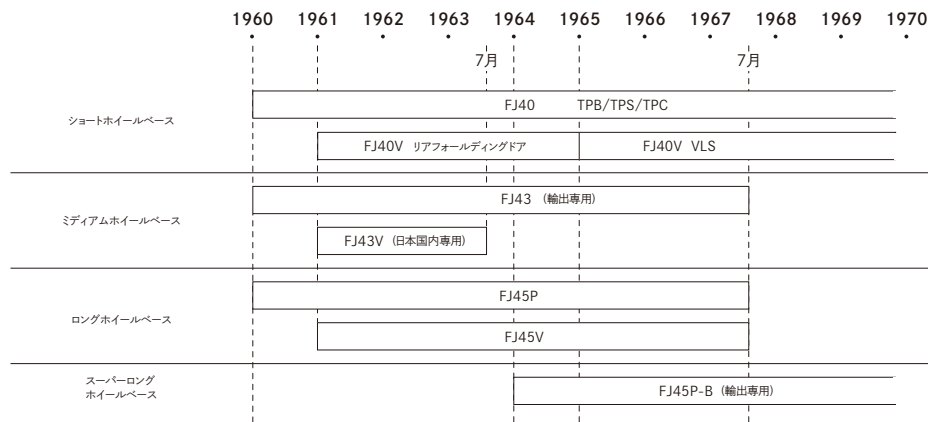 1960 1961 1962 1963 1964 1965 1966 1967 1968 1969 1970
7月 7月
ショートホイールベース
FJ40 TPB/TPS/TPC
FJ40V リアフォールディングドア FJ40V VLS
ミディアムホイールベース
FJ43 (輸出専用)
FJ43V (日本国内専用)
ロングホイールベース
FJ45P
FJ45V
スーパーロング
ホイールベース
FJ45P-B (輸出専用)